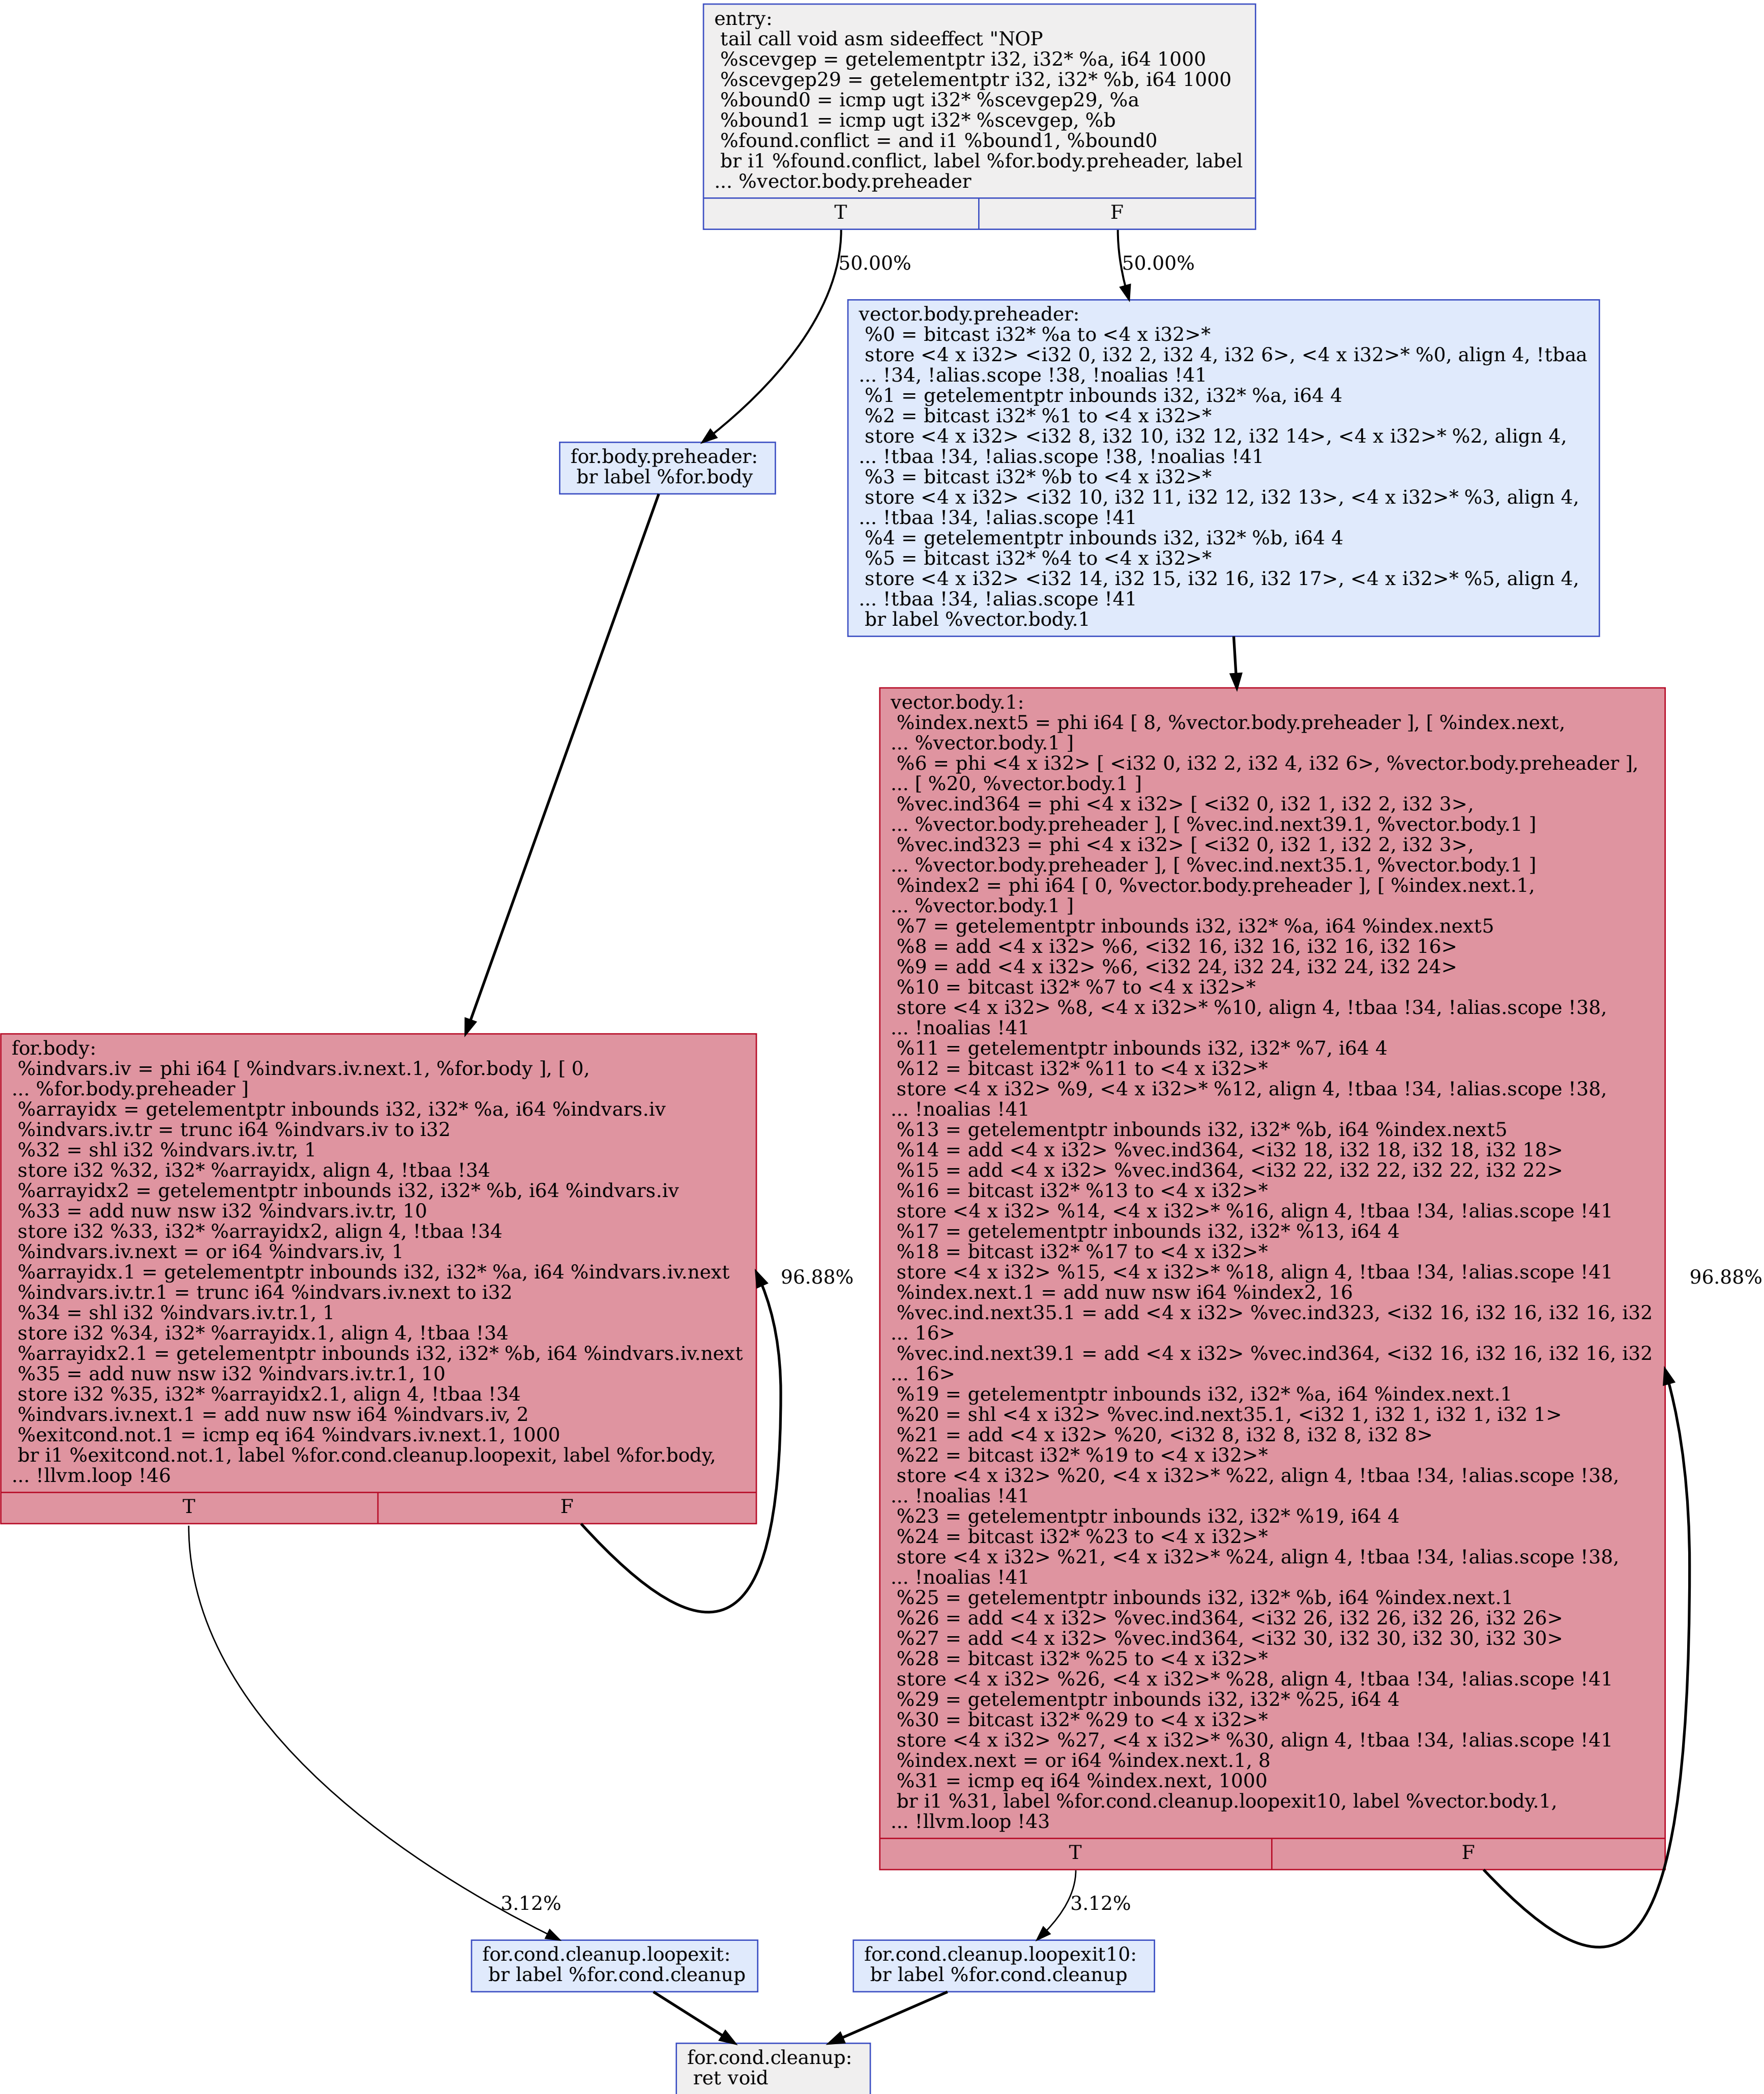 entry:
tail call void asm sideeffect "NOP
%scevgep = getelementptr i32, i32* %a, i64 1000
%scevgep29 = getelementptr i32, i32* %b, i64 1000
%bound0 = icmp ugt i32* %scevgep29, %a
%bound1 = icmp ugt i32* %scevgep, %b
%found.conflict = and i1 %bound1, %bound0
br i1 %found.conflict, label %for.body.preheader, label
... %vector.body.preheader
T
F
50.00%
50.00%
vector.body.preheader:
%0 = bitcast i32* %a to <4 x i32>*
store <4 x i32> <i32 0, i32 2, i32 4, i32 6>, <4 x i32>* %0, align 4, !tbaa
... !34, !alias.scope !38, !noalias !41
%1 = getelementptr inbounds i32, i32* %a, i64 4
%2 = bitcast i32* %1 to <4 x i32>*
store <4 x i32> <i32 8, i32 10, i32 12, i32 14>, <4 x i32>* %2, align 4,
... !tbaa !34, !alias.scope !38, !noalias !41
%3 = bitcast i32* %b to <4 x i32>*
store <4 x i32> <i32 10, i32 11, i32 12, i32 13>, <4 x i32>* %3, align 4,
... !tbaa !34, !alias.scope !41
%4 = getelementptr inbounds i32, i32* %b, i64 4
%5 = bitcast i32* %4 to <4 x i32>*
store <4 x i32> <i32 14, i32 15, i32 16, i32 17>, <4 x i32>* %5, align 4,
... !tbaa !34, !alias.scope !41
br label %vector.body.1
for.body.preheader:
br label %for.body
vector.body.1:
%index.next5 = phi i64 [ 8, %vector.body.preheader ], [ %index.next,
... %vector.body.1 ]
%6 = phi <4 x i32> [ <i32 0, i32 2, i32 4, i32 6>, %vector.body.preheader ],
... [ %20, %vector.body.1 ]
%vec.ind364 = phi <4 x i32> [ <i32 0, i32 1, i32 2, i32 3>,
... %vector.body.preheader ], [ %vec.ind.next39.1, %vector.body.1 ]
%vec.ind323 = phi <4 x i32> [ <i32 0, i32 1, i32 2, i32 3>,
... %vector.body.preheader ], [ %vec.ind.next35.1, %vector.body.1 ]
%index2 = phi i64 [ 0, %vector.body.preheader ], [ %index.next.1,
... %vector.body.1 ]
%7 = getelementptr inbounds i32, i32* %a, i64 %index.next5
%8 = add <4 x i32> %6, <i32 16, i32 16, i32 16, i32 16>
%9 = add <4 x i32> %6, <i32 24, i32 24, i32 24, i32 24>
%10 = bitcast i32* %7 to <4 x i32>*
store <4 x i32> %8, <4 x i32>* %10, align 4, !tbaa !34, !alias.scope !38,
... !noalias !41
%11 = getelementptr inbounds i32, i32* %7, i64 4
%12 = bitcast i32* %11 to <4 x i32>*
store <4 x i32> %9, <4 x i32>* %12, align 4, !tbaa !34, !alias.scope !38,
... !noalias !41
%13 = getelementptr inbounds i32, i32* %b, i64 %index.next5
%14 = add <4 x i32> %vec.ind364, <i32 18, i32 18, i32 18, i32 18>
%15 = add <4 x i32> %vec.ind364, <i32 22, i32 22, i32 22, i32 22>
%16 = bitcast i32* %13 to <4 x i32>*
store <4 x i32> %14, <4 x i32>* %16, align 4, !tbaa !34, !alias.scope !41
%17 = getelementptr inbounds i32, i32* %13, i64 4
%18 = bitcast i32* %17 to <4 x i32>*
store <4 x i32> %15, <4 x i32>* %18, align 4, !tbaa !34, !alias.scope !41
%index.next.1 = add nuw nsw i64 %index2, 16
%vec.ind.next35.1 = add <4 x i32> %vec.ind323, <i32 16, i32 16, i32 16, i32
... 16>
%vec.ind.next39.1 = add <4 x i32> %vec.ind364, <i32 16, i32 16, i32 16, i32
... 16>
%19 = getelementptr inbounds i32, i32* %a, i64 %index.next.1
%20 = shl <4 x i32> %vec.ind.next35.1, <i32 1, i32 1, i32 1, i32 1>
%21 = add <4 x i32> %20, <i32 8, i32 8, i32 8, i32 8>
%22 = bitcast i32* %19 to <4 x i32>*
store <4 x i32> %20, <4 x i32>* %22, align 4, !tbaa !34, !alias.scope !38,
... !noalias !41
%23 = getelementptr inbounds i32, i32* %19, i64 4
%24 = bitcast i32* %23 to <4 x i32>*
store <4 x i32> %21, <4 x i32>* %24, align 4, !tbaa !34, !alias.scope !38,
... !noalias !41
%25 = getelementptr inbounds i32, i32* %b, i64 %index.next.1
%26 = add <4 x i32> %vec.ind364, <i32 26, i32 26, i32 26, i32 26>
%27 = add <4 x i32> %vec.ind364, <i32 30, i32 30, i32 30, i32 30>
%28 = bitcast i32* %25 to <4 x i32>*
store <4 x i32> %26, <4 x i32>* %28, align 4, !tbaa !34, !alias.scope !41
%29 = getelementptr inbounds i32, i32* %25, i64 4
%30 = bitcast i32* %29 to <4 x i32>*
store <4 x i32> %27, <4 x i32>* %30, align 4, !tbaa !34, !alias.scope !41
%index.next = or i64 %index.next.1, 8
%31 = icmp eq i64 %index.next, 1000
br i1 %31, label %for.cond.cleanup.loopexit10, label %vector.body.1,
... !llvm.loop !43
T
F
96.88%
for.body:
%indvars.iv = phi i64 [ %indvars.iv.next.1, %for.body ], [ 0,
... %for.body.preheader ]
%arrayidx = getelementptr inbounds i32, i32* %a, i64 %indvars.iv
%indvars.iv.tr = trunc i64 %indvars.iv to i32
%32 = shl i32 %indvars.iv.tr, 1
store i32 %32, i32* %arrayidx, align 4, !tbaa !34
%arrayidx2 = getelementptr inbounds i32, i32* %b, i64 %indvars.iv
%33 = add nuw nsw i32 %indvars.iv.tr, 10
store i32 %33, i32* %arrayidx2, align 4, !tbaa !34
%indvars.iv.next = or i64 %indvars.iv, 1
%arrayidx.1 = getelementptr inbounds i32, i32* %a, i64 %indvars.iv.next
%indvars.iv.tr.1 = trunc i64 %indvars.iv.next to i32
%34 = shl i32 %indvars.iv.tr.1, 1
store i32 %34, i32* %arrayidx.1, align 4, !tbaa !34
%arrayidx2.1 = getelementptr inbounds i32, i32* %b, i64 %indvars.iv.next
%35 = add nuw nsw i32 %indvars.iv.tr.1, 10
store i32 %35, i32* %arrayidx2.1, align 4, !tbaa !34
%indvars.iv.next.1 = add nuw nsw i64 %indvars.iv, 2
%exitcond.not.1 = icmp eq i64 %indvars.iv.next.1, 1000
br i1 %exitcond.not.1, label %for.cond.cleanup.loopexit, label %for.body,
... !llvm.loop !46
T
F
96.88%
3.12%
3.12%
for.cond.cleanup.loopexit:
br label %for.cond.cleanup
for.cond.cleanup.loopexit10:
br label %for.cond.cleanup
for.cond.cleanup:
ret void